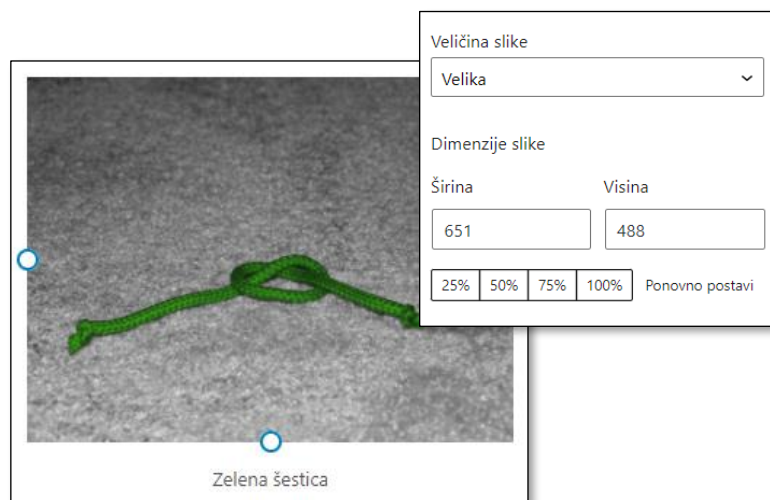 Veličina slike
Velika
Dimenzije slike
Širina Visina
651 488
25% 50% 75% 100% Ponovno postavi
Zelena šestica